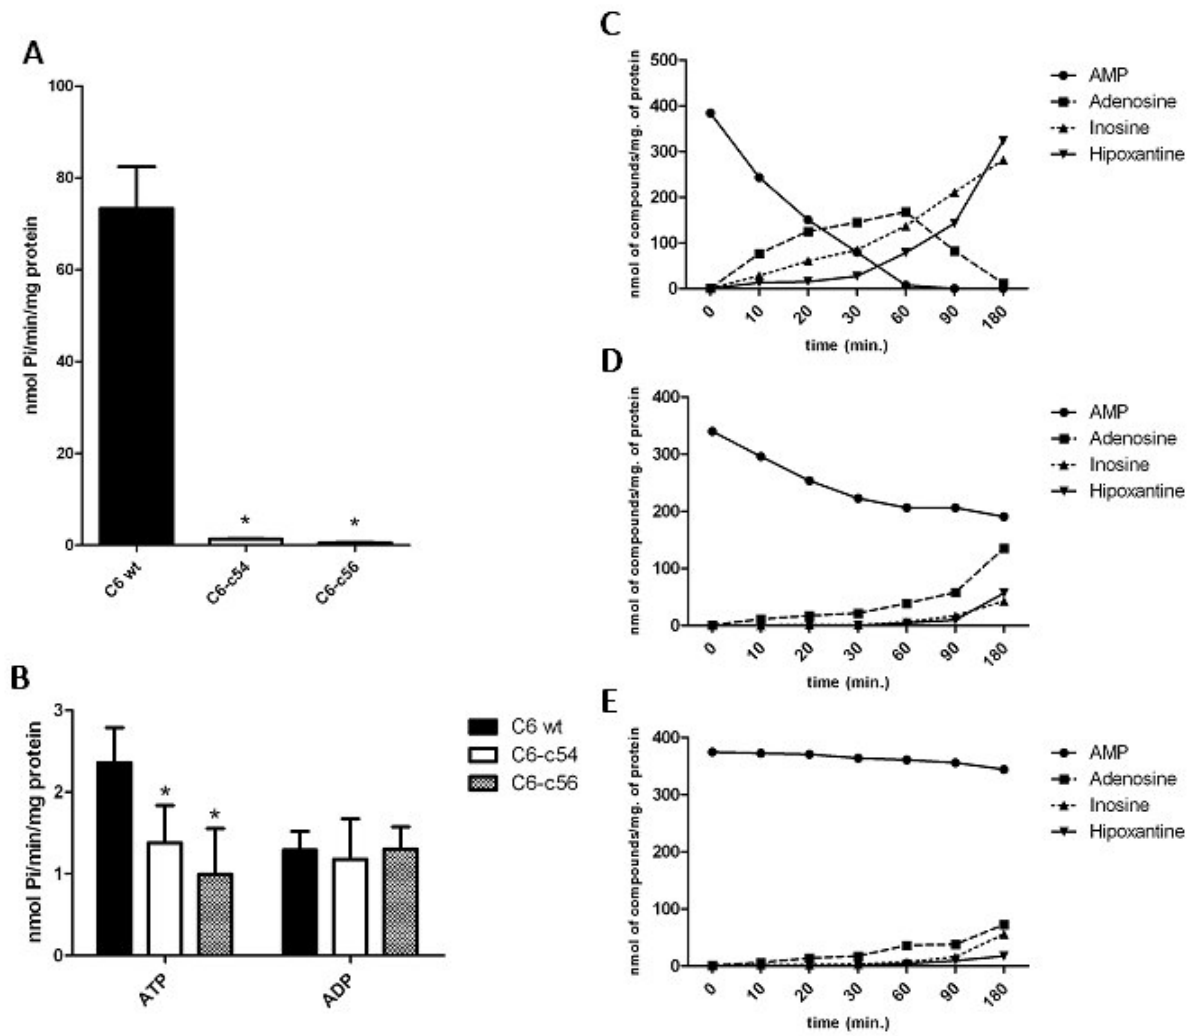 A
nmol Pi/min/mg protein
100
80
60
40
20
0
*
*
C6 wt
C6-c54
C6-c56
B
nmol Pi/min/mg protein
3
2
1
0
*
*
ATP
ADP
C6 wt
C6-c54
C6-c56
C
nmol of compounds/mg. of protein
500
400
300
200
100
0
0
10
20
30
60
90
180
time (min.)
AMP
Adenosine
Inosine
Hipoxantine
D
nmol of compounds/mg. of protein
400
300
200
100
0
0
10
20
30
60
90
180
time (min.)
AMP
Adenosine
Inosine
Hipoxantine
E
nmol of compounds/mg. of protein
400
300
200
100
0
0
10
20
30
60
90
180
time (min.)
AMP
Adenosine
Inosine
Hipoxantine